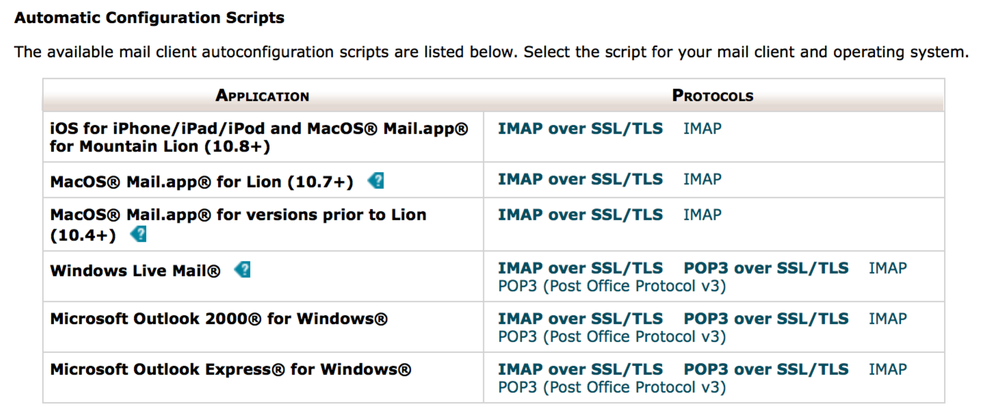 Automatic Configuration Scripts
The available mail client autoconfiguration scripts are listed below. Select the script for your mail client and operating system.
APPLICATION PROTOCOLS
iOS for iPhone/iPad/iPod and MacOS® Mail.app® IMAP over SSL/TLS IMAP
for Mountain Lion (10.8+)
MacOS® Mail.app® for Lion (10.7+) ? IMAP over SSL/TLS IMAP
MacOS® Mail.app® for versions prior to Lion IMAP over SSL/TLS IMAP
(10.4+) ?
Windows Live Mail® ? IMAP over SSL/TLS POP3 over SSL/TLS IMAP
POP3 (Post Office Protocol v3)
Microsoft Outlook 2000® for Windows® IMAP over SSL/TLS POP3 over SSL/TLS IMAP
POP3 (Post Office Protocol v3)
Microsoft Outlook Express® for Windows® IMAP over SSL/TLS POP3 over SSL/TLS IMAP
POP3 (Post Office Protocol v3)